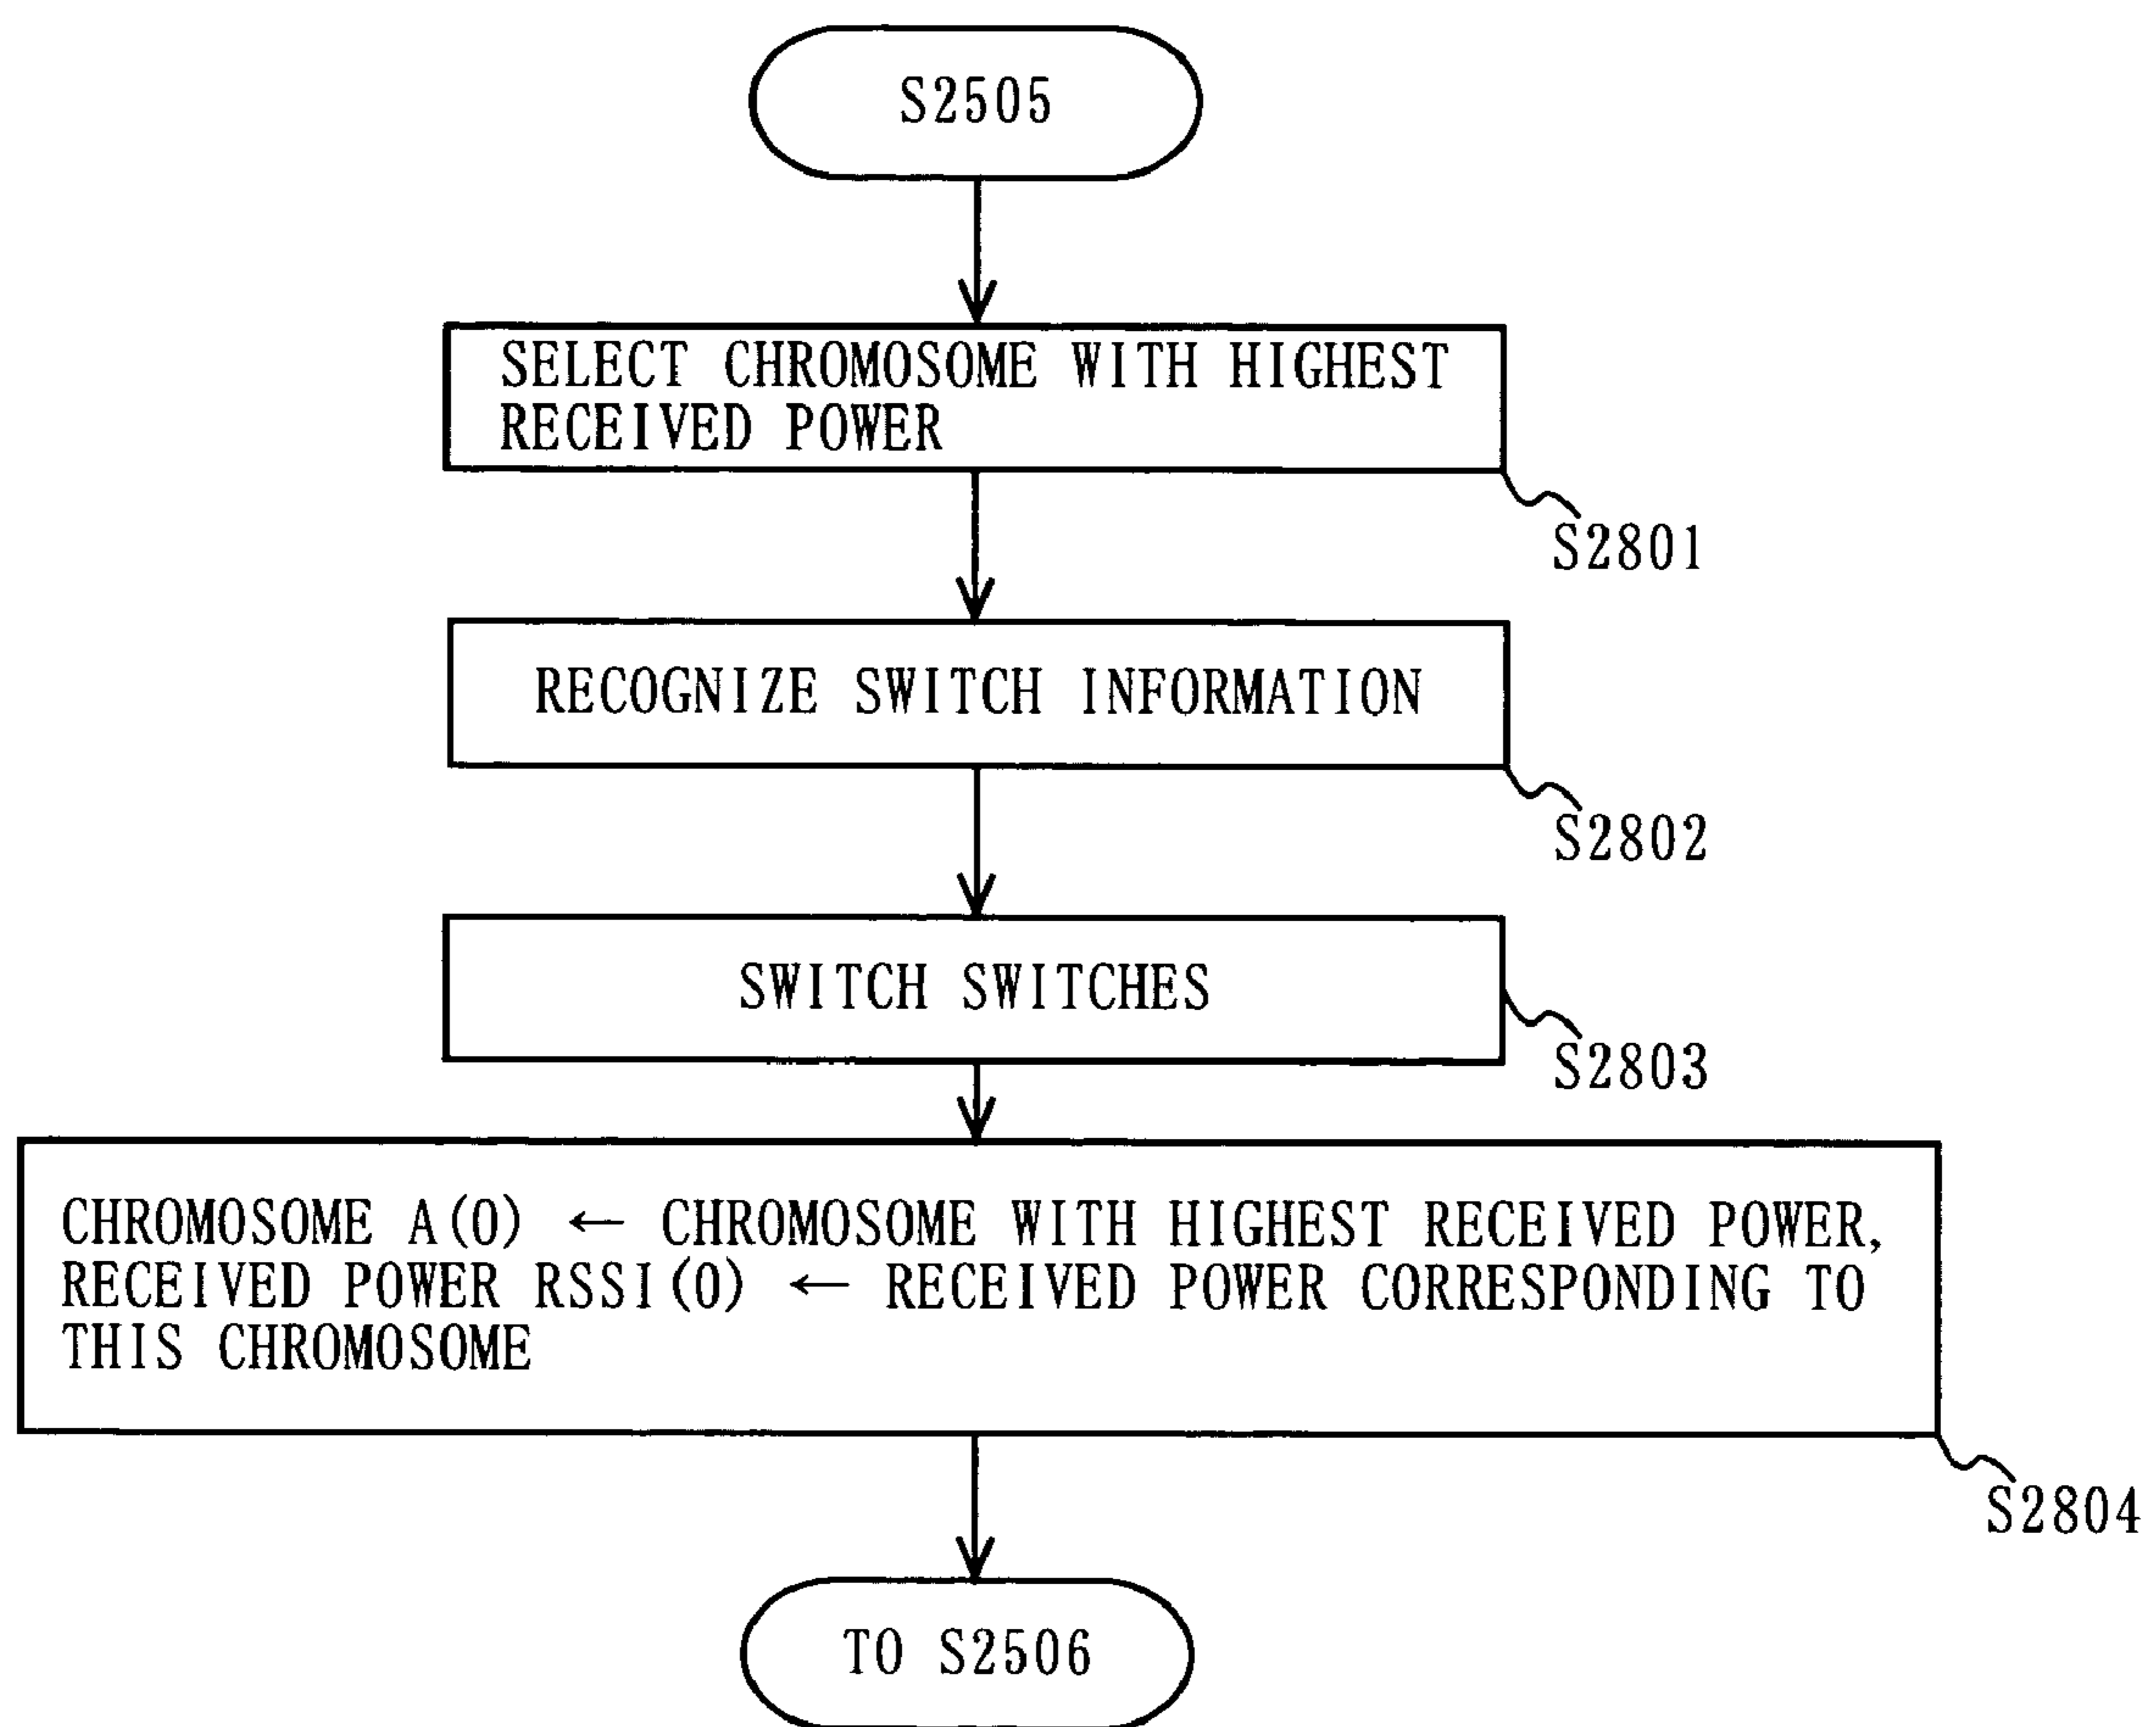 S2505
SELECT CHROMOSOME WITH HIGHEST
RECEIVED POWER
S2801
RECOGNIZE SWITCH INFORMATION
S2802
SWITCH SWITCHES
S2803
CHROMOSOME A(0) ← CHROMOSOME WITH HIGHEST RECEIVED POWER,
RECEIVED POWER RSSI(0) ← RECEIVED POWER CORRESPONDING TO
THIS CHROMOSOME
S2804
TO S2506